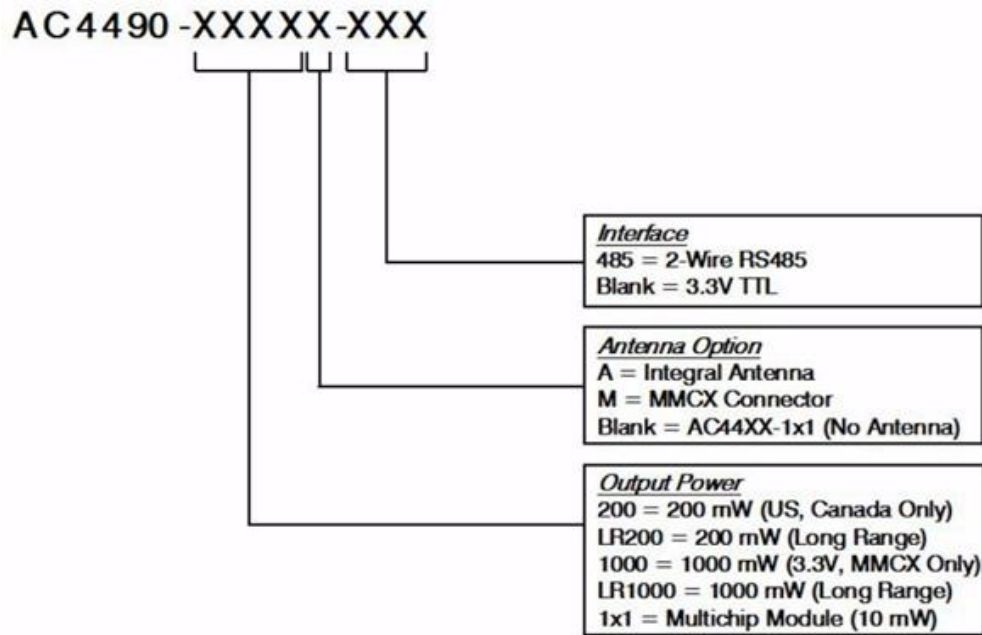 AC4490-XXXXX-XXX
Interface
485 = 2-Wire RS485
Blank = 3.3V TTL
Antenna Option
A = Integral Antenna
M = MMCX Connector
Blank = AC44XX-1x1 (No Antenna)
Output Power
200 = 200 mW (US, Canada Only)
LR200 = 200 mW (Long Range)
1000 = 1000 mW (3.3V, MMCX Only)
LR1000 = 1000 mW (Long Range)
1x1 = Multichip Module (10 mW)